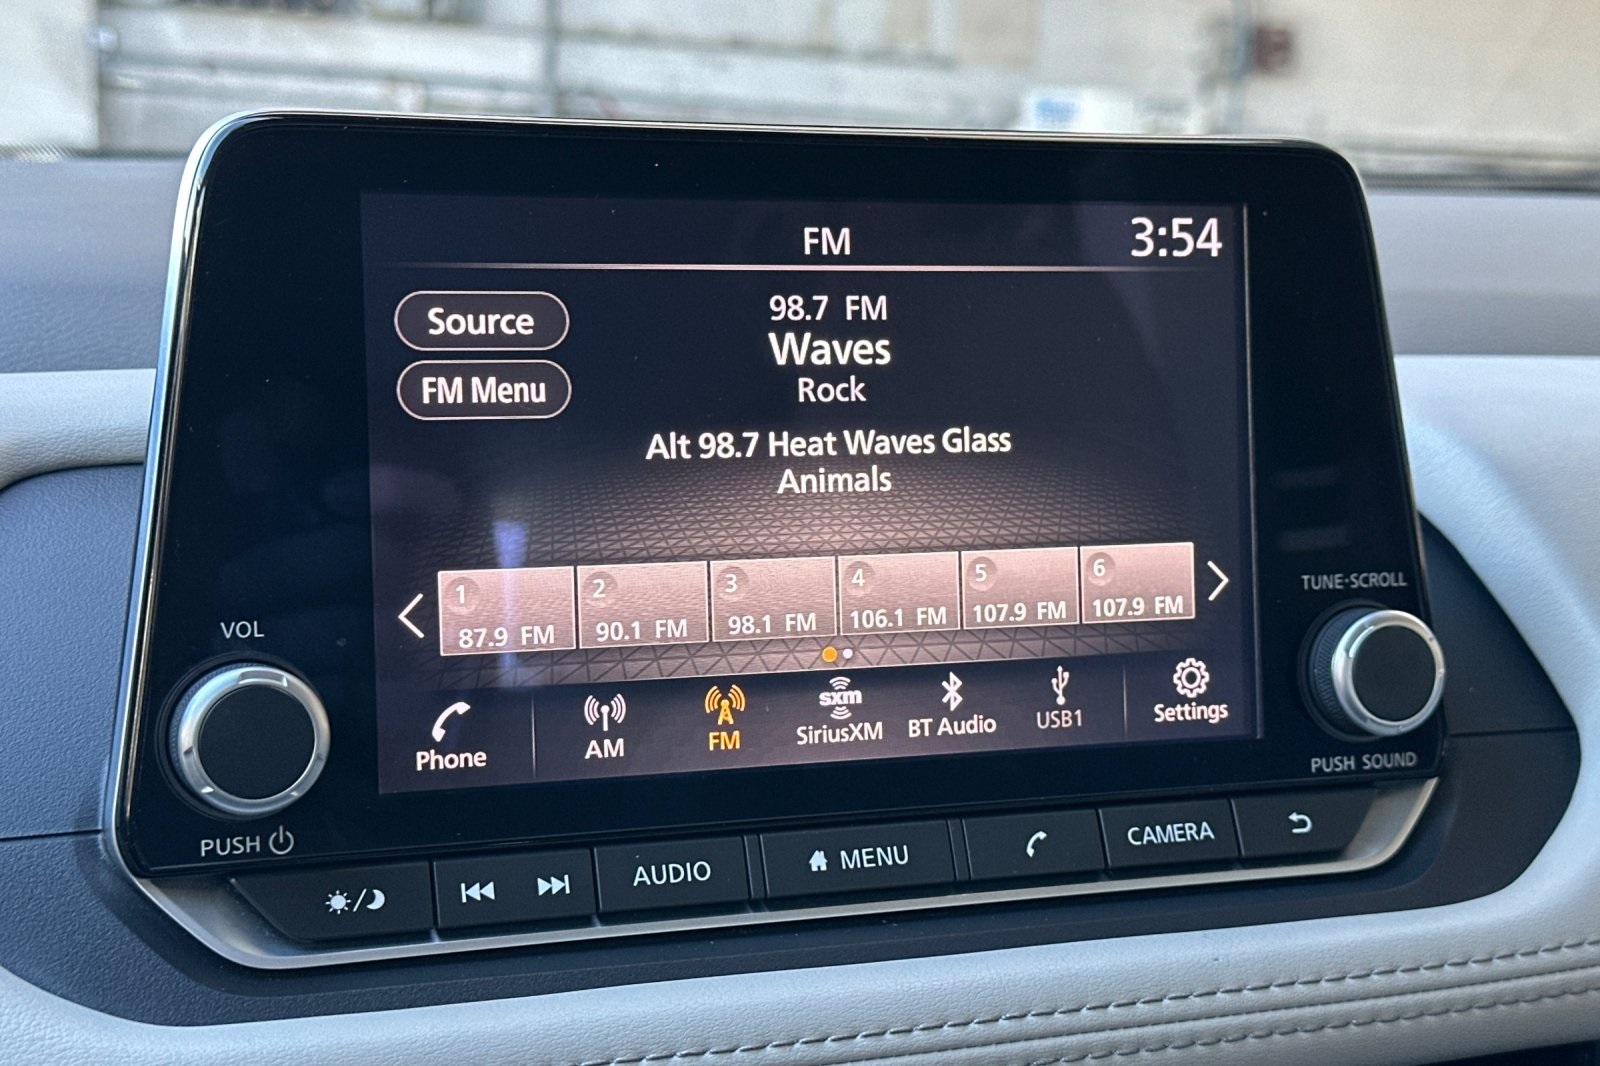 FM
3:54
Source
98.7 FM
Waves
FM Menu
Rock
Alt 98.7 Heat Waves Glass
Animals
1
2
3
4
5
6
87.9 FM
90.1 FM
98.1 FM
106.1 FM
107.9 FM
107.9 FM
Phone
AM
FM
sxm
SiriusXM
BT Audio
USB1
Settings
VOL
PUSH
TUNE·SCROLL
PUSH SOUND
AUDIO
MENU
CAMERA